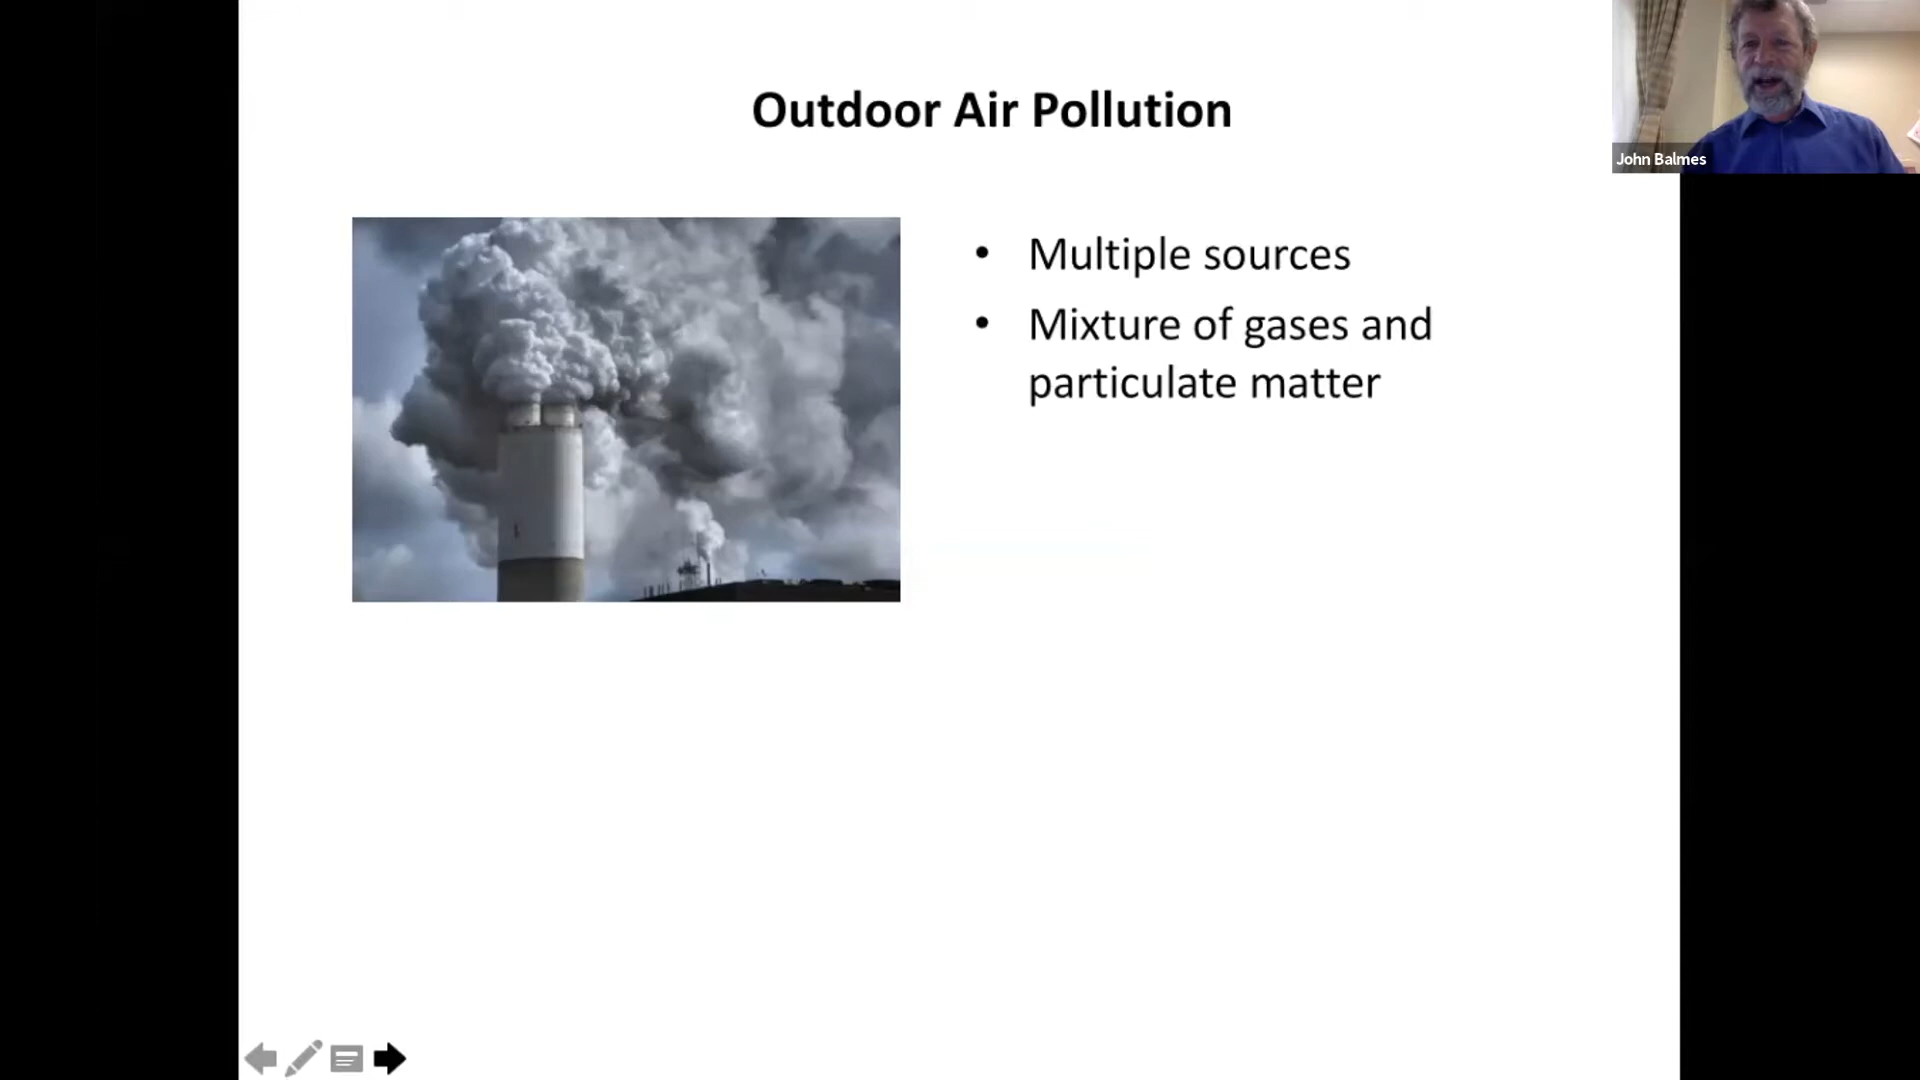 Outdoor Air Pollution
John Balmes
• Multiple sources
• Mixture of gases and
particulate matter